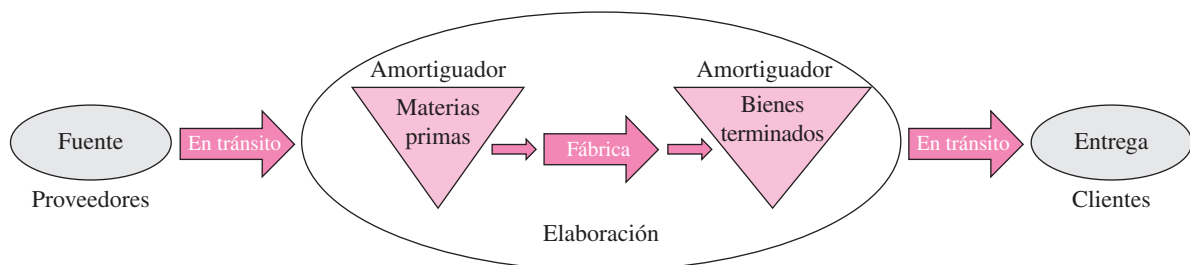 Amortiguador
Amortiguador
Materias
primas
Bienes
terminados
Fuente
En tránsito
Fábrica
En tránsito
Entrega
Proveedores
Clientes
Elaboración